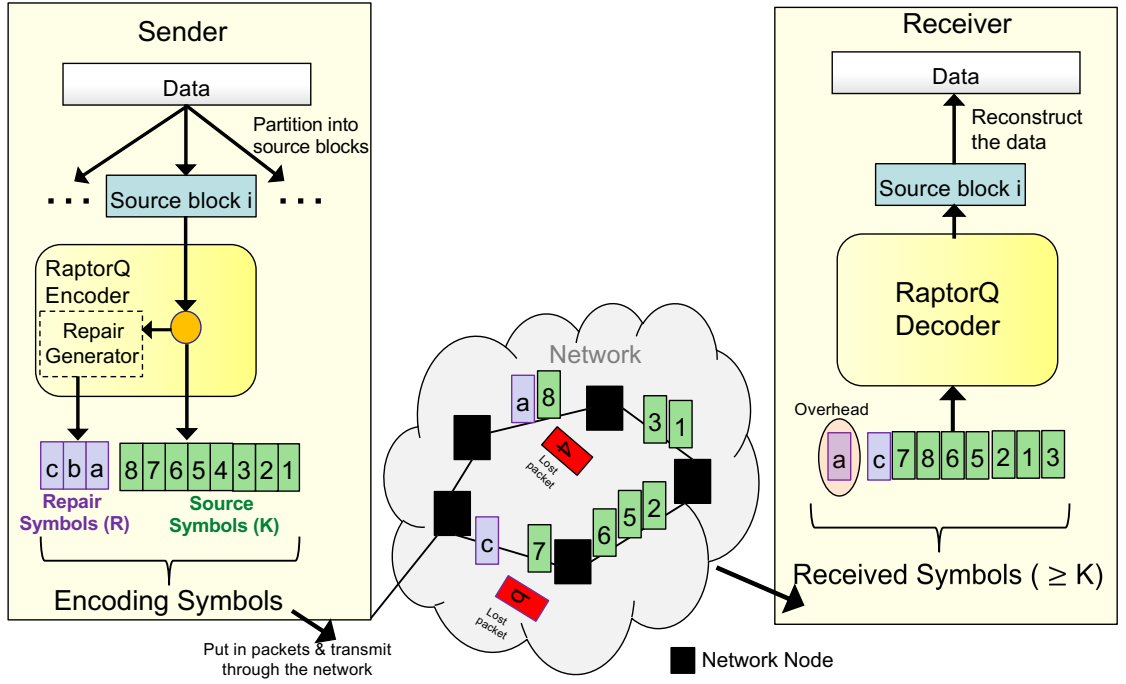 Sender
Data
Partition into
source blocks
. . .
Source block i
. . .
RaptorQ
Encoder
Repair
Generator
c b a
8 7 6 5 4 3 2 1
Repair
Symbols (R)
Source
Symbols (K)
Encoding Symbols
Put in packets & transmit
through the network
Network
a 8
3 1
4
Lost
packet
c
7
6 5 2
b
Lost
packet
Network Node
Receiver
Data
Reconstruct
the data
Source block i
RaptorQ
Decoder
Overhead
a
c 7 8 6 5 2 1 3
Received Symbols ( ≥ K)